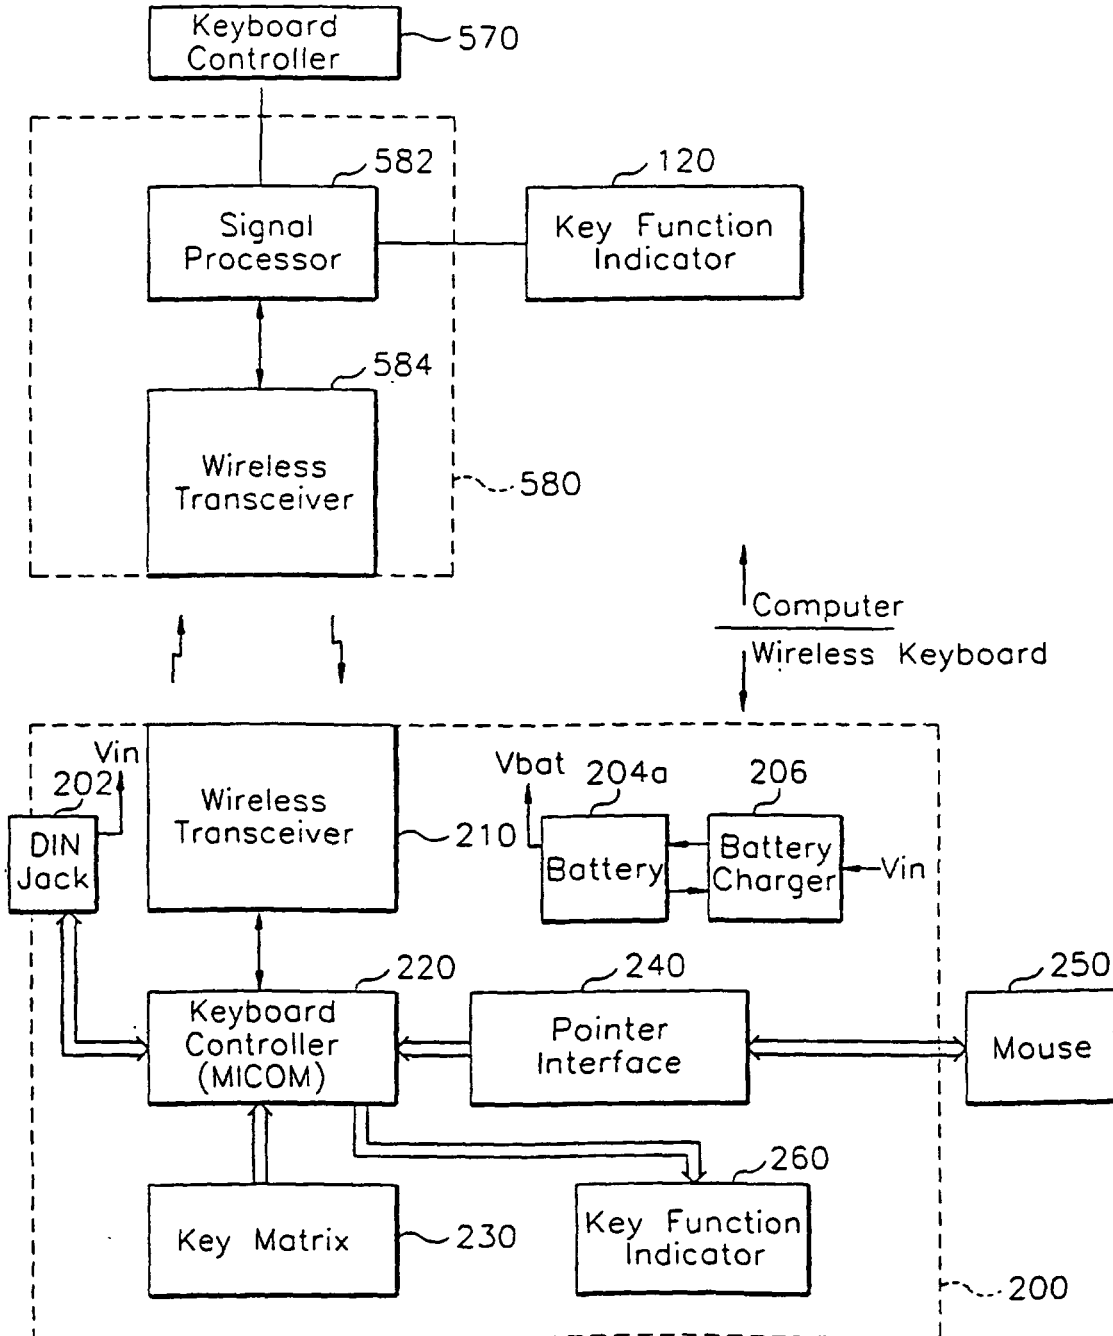 Keyboard
Controller
570
582
120
Signal
Processor
Key Function
Indicator
584
Wireless
Transceiver
580
Computer
Wireless Keyboard
Vin
202
DIN
Jack
Wireless
Transceiver
210
Vbat
204a
206
Battery
Battery
Charger
Vin
220
240
250
Keyboard
Controller
(MICOM)
Pointer
Interface
Mouse
260
Key Matrix
230
Key Function
Indicator
200